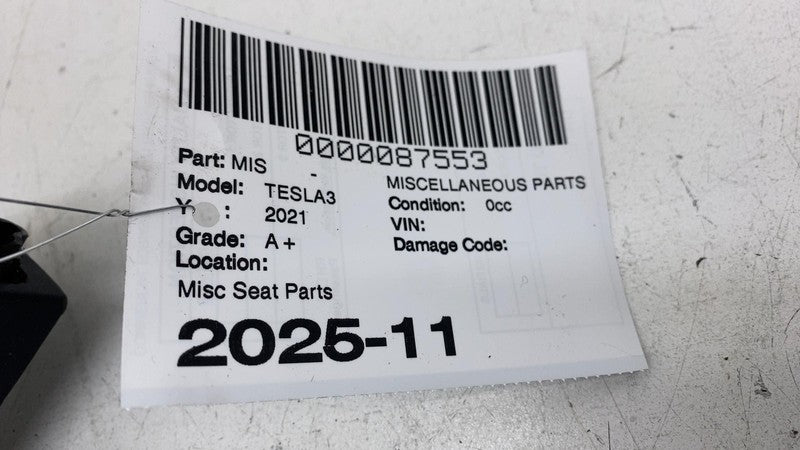 0000087553
Part: MIS -
MISCELLANEOUS PARTS
Model: TESLA3
Condition: 0cc
Y : 2021
VIN:
Grade: A +
Damage Code:
Location:
Misc Seat Parts
2025-11